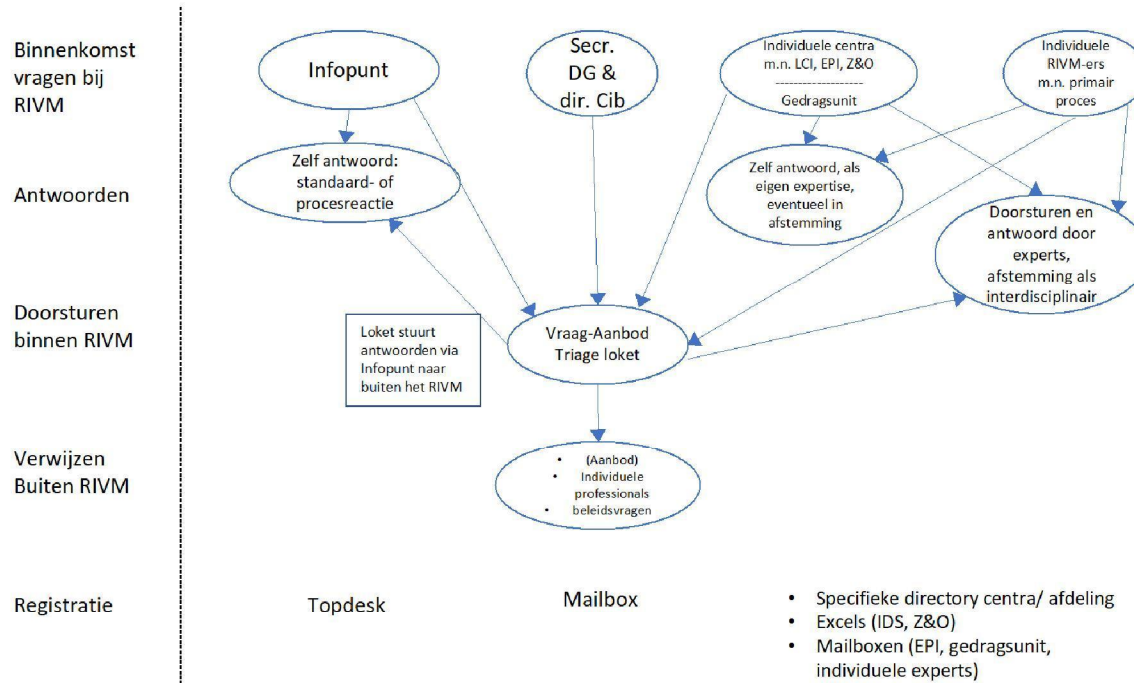 Binnenkomst
vragen bij
RIVM
Infopunt
Secr.
DG &
dir. Cib
Individuele centra
m.n. LCI, EPI, Z&O
-------------------
Gedragsunit
Individuele
RIVM-ers
m.n. primair
proces
Antwoorden
Zelf antwoord:
standaard- of
procesreactie
Zelf antwoord, als
eigen expertise,
eventueel in
afstemming
Doorsturen en
antwoord door
experts,
afstemming als
interdisciplinair
Doorsturen
binnen RIVM
Loket stuurt
antwoorden via
Infopunt naar
buiten het RIVM
Vraag-Aanbod
Triage loket
Verwijzen
Buiten RIVM
• (Aanbod)
• Individuele
professionals
• beleidsvragen
Registratie
Topdesk
Mailbox
• Specifieke directory centra/ afdeling
• Excels (IDS, Z&O)
• Mailboxen (EPI, gedragsunit,
individuele experts)